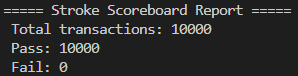 ===== Stroke Scoreboard Report =====
Total transactions: 10000
Pass: 10000
Fail: 0